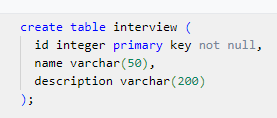 create table interview (
id integer primary key not null,
name varchar(50),
description varchar(200)
);